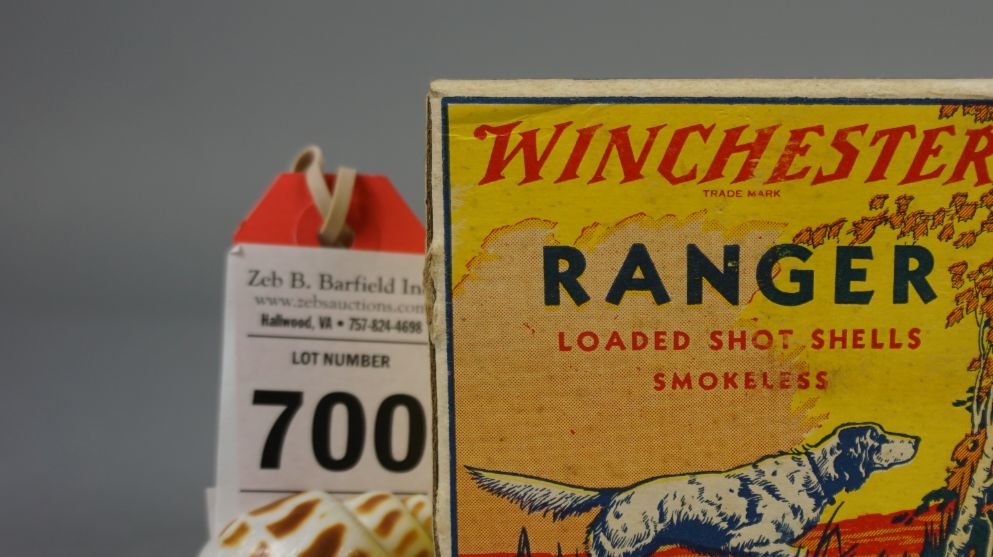 Zeb B. Barfield In
www.zebsauctions.com
Hallwood, VA • 757-824-4698
LOT NUMBER
700
WINCHESTER
TRADE MARK
RANGER
LOADED SHOT SHELLS
SMOKELESS